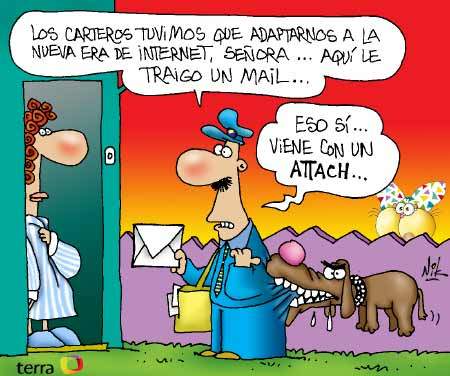 LOS CARTEROS TUVIMOS QUE ADAPTARNOS A LA
NUEVA ERA DE INTERNET, SEÑORA ... AQUÍ LE
TRAIGO UN MAIL...
ESO SÍ...
VIENE CON UN
ATTACH...
Nik
terra